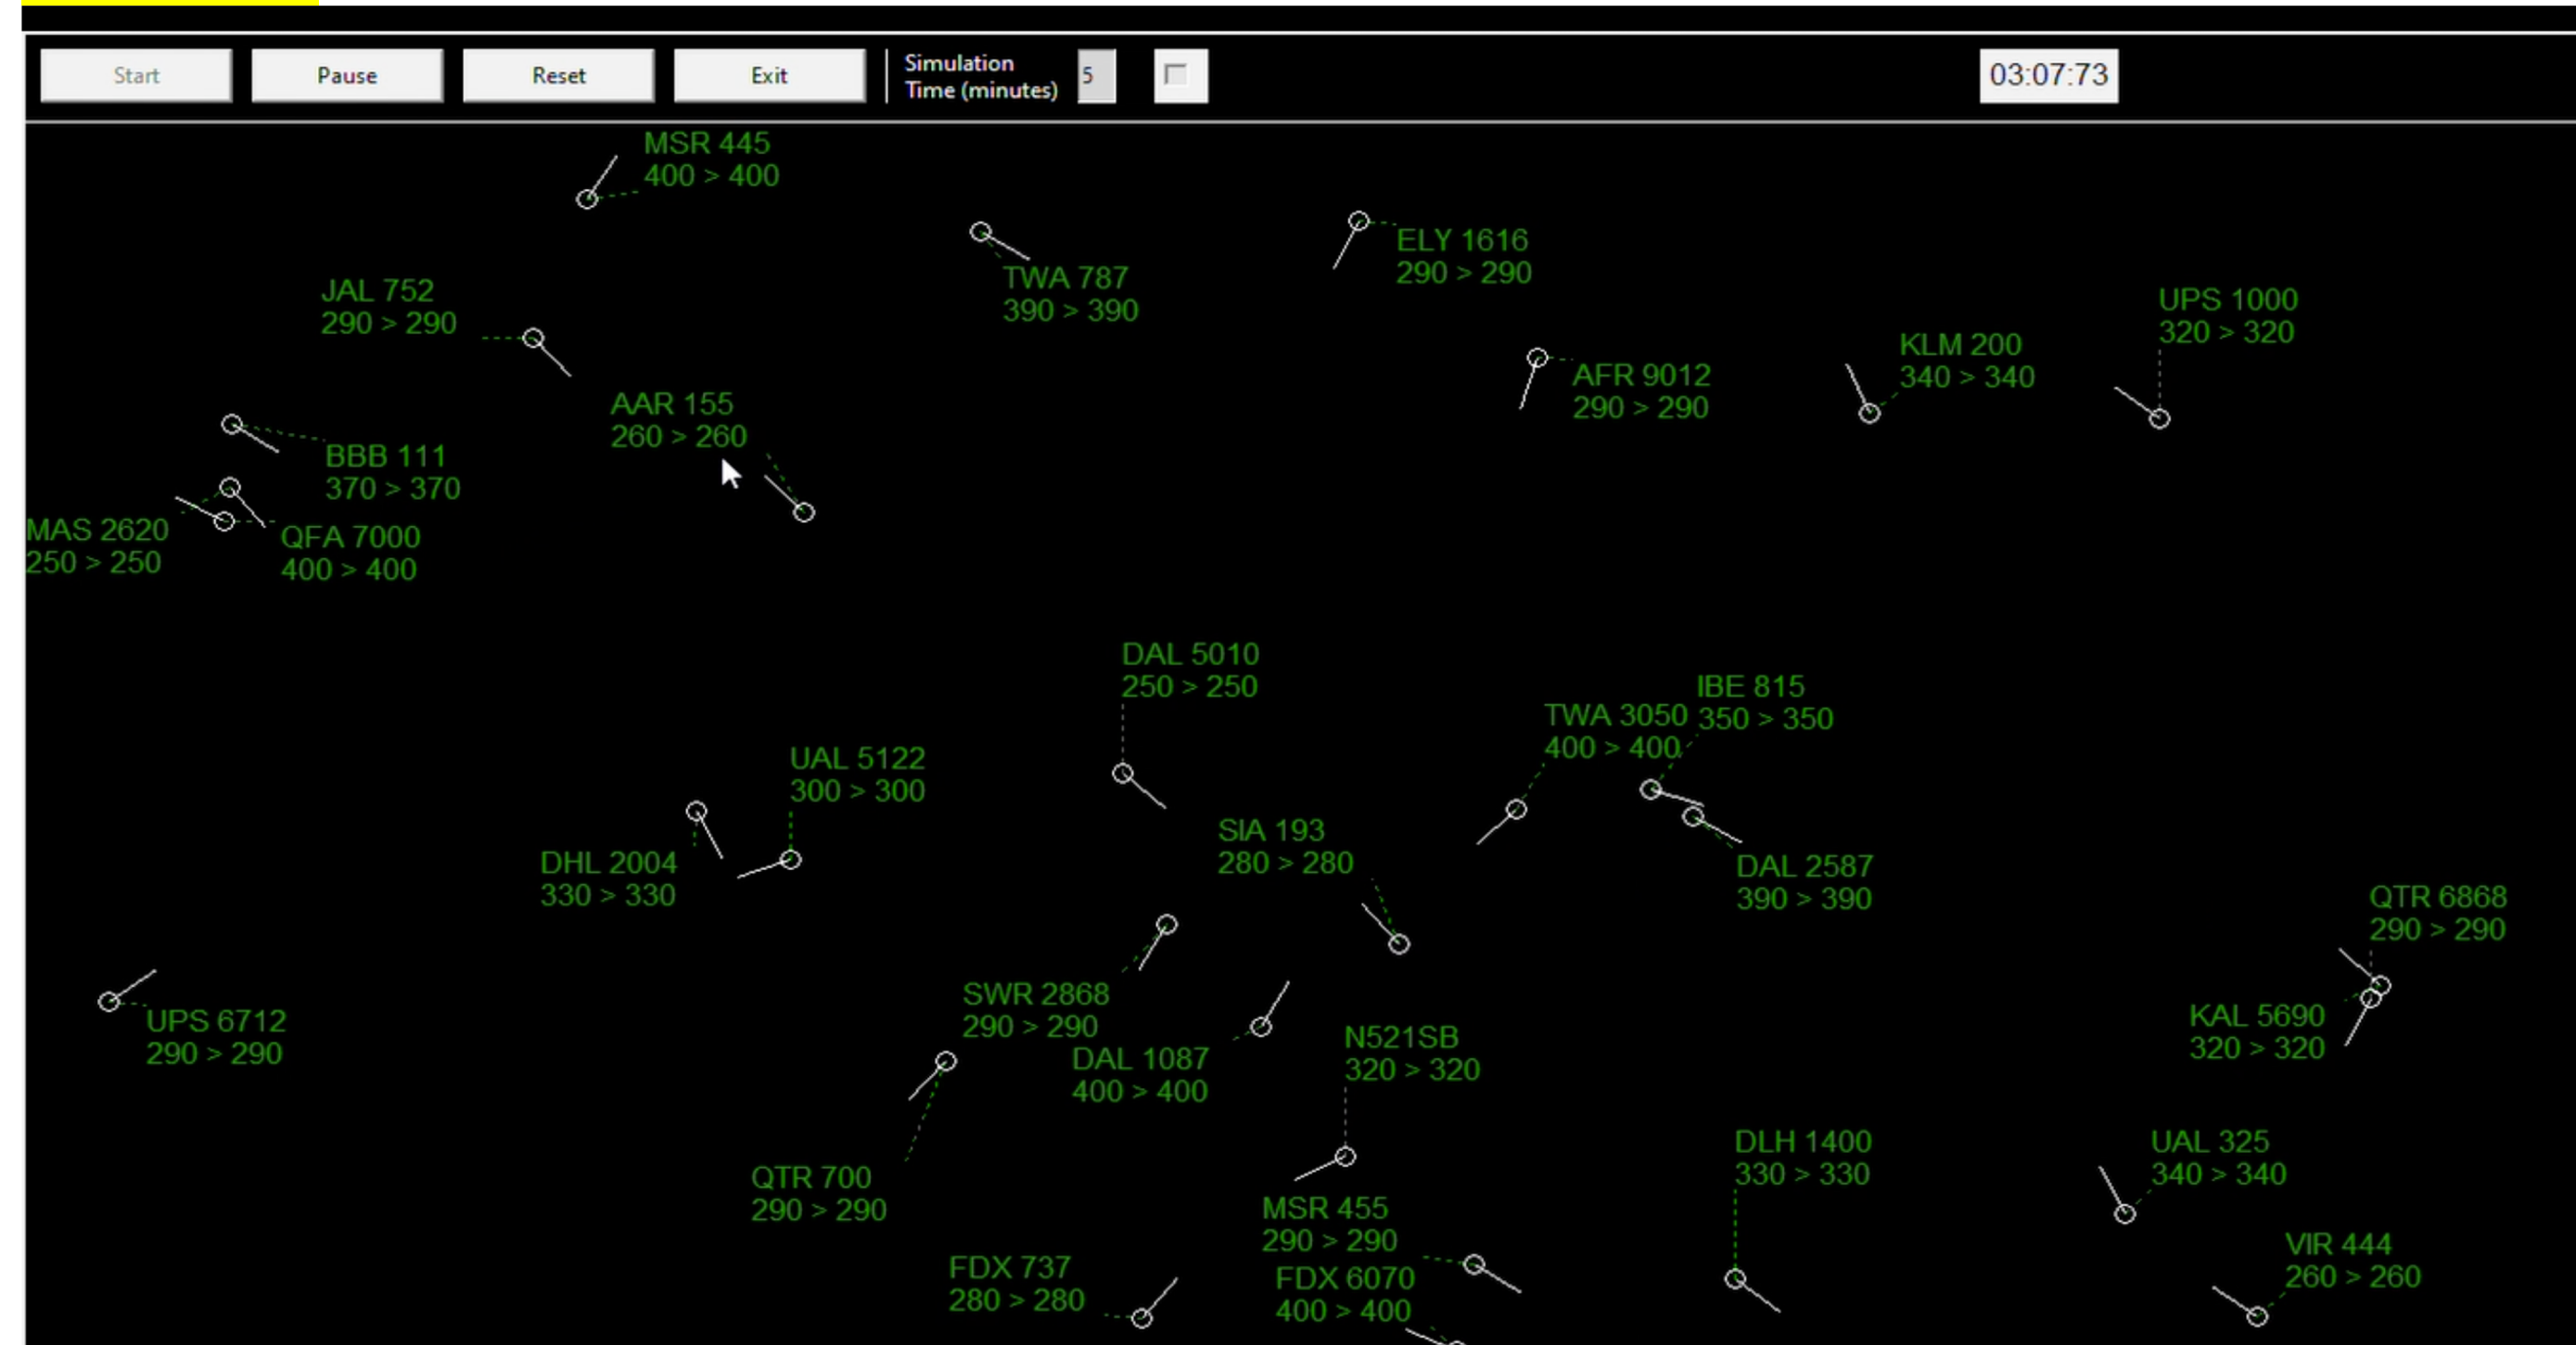 Start
Pause
Reset
Exit
Simulation
Time (minutes)
5
03:07:73
MSR 445
400 > 400
TWA 787
390 > 390
ELY 1616
290 > 290
JAL 752
290 > 290
UPS 1000
320 > 320
KLM 200
340 > 340
AFR 9012
290 > 290
AAR 155
260 > 260
BBB 111
370 > 370
MAS 2620
250 > 250
QFA 7000
400 > 400
DAL 5010
250 > 250
IBE 815
350 > 350
TWA 3050
400 > 400
UAL 5122
300 > 300
SIA 193
280 > 280
DHL 2004
330 > 330
DAL 2587
390 > 390
QTR 6868
290 > 290
SWR 2868
290 > 290
UPS 6712
290 > 290
KAL 5690
320 > 320
N521SB
320 > 320
DAL 1087
400 > 400
DLH 1400
330 > 330
UAL 325
340 > 340
QTR 700
290 > 290
MSR 455
290 > 290
VIR 444
260 > 260
FDX 737
280 > 280
FDX 6070
400 > 400